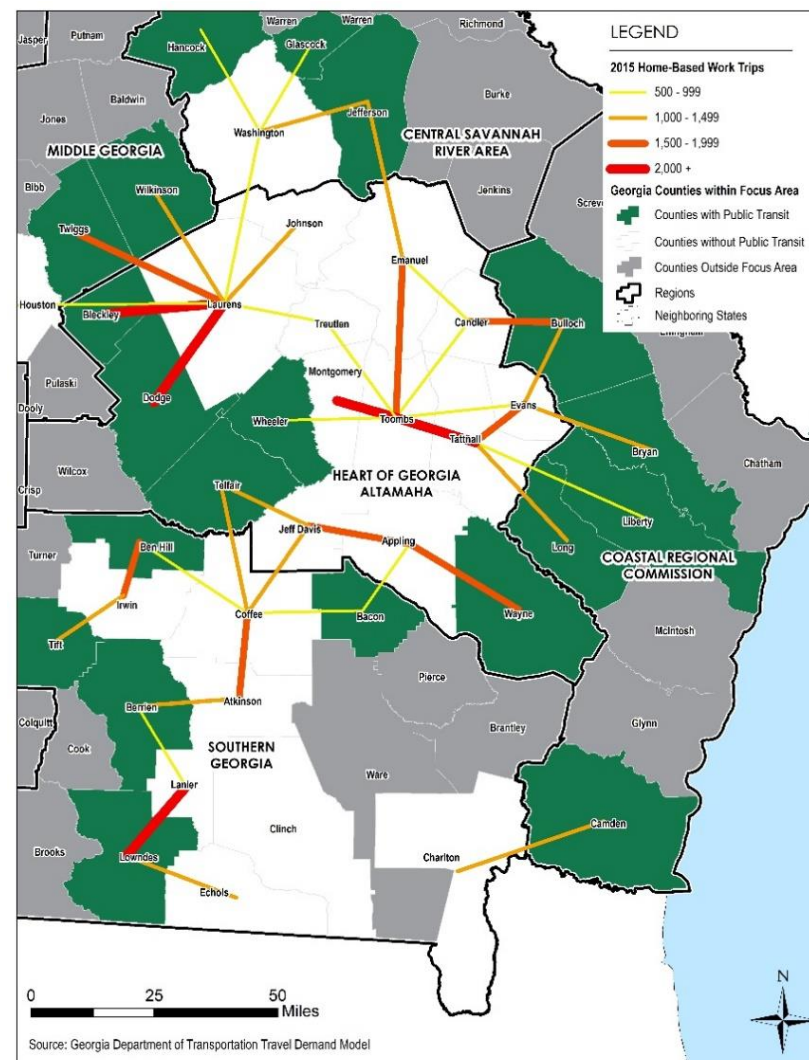 LEGEND
2015 Home-Based Work Trips
500 - 999
1,000 - 1,499
1,500 - 1,999
2,000 +
Georgia Counties within Focus Area
Counties with Public Transit
Counties without Public Transit
Counties Outside Focus Area
Regions
Neighboring States
Jasper
Putnam
Hancock
Warren
Glascock
Warren
Richmond
Baldwin
Jones
Washington
Jefferson
Burke
CENTRAL SAVANNAH
RIVER AREA
MIDDLE GEORGIA
Bibb
Wilkinson
Jenkins
Twiggs
Johnson
Emanuel
Houston
Bleckley
Laurens
Treutlen
Candler
Bulloch
Pulaski
Dooly
Dodge
Montgomery
Wheeler
Toombs
Evans
Tattnall
Bryan
Chatham
Wilcox
Crisp
HEART OF GEORGIA
ALTAMAHA
Telfair
Liberty
Long
COASTAL REGIONAL
COMMISSION
Turner
Ben Hill
Jeff Davis
Appling
Irwin
Coffee
Bacon
Wayne
Tift
McIntosh
Pierce
Berrien
Atkinson
Brantley
Glynn
Colquitt
Cook
SOUTHERN
GEORGIA
Ware
Lanier
Clinch
Camden
Brooks
Lowndes
Charlton
Echols
0 25 50
Miles
N
Source: Georgia Department of Transportation Travel Demand Model